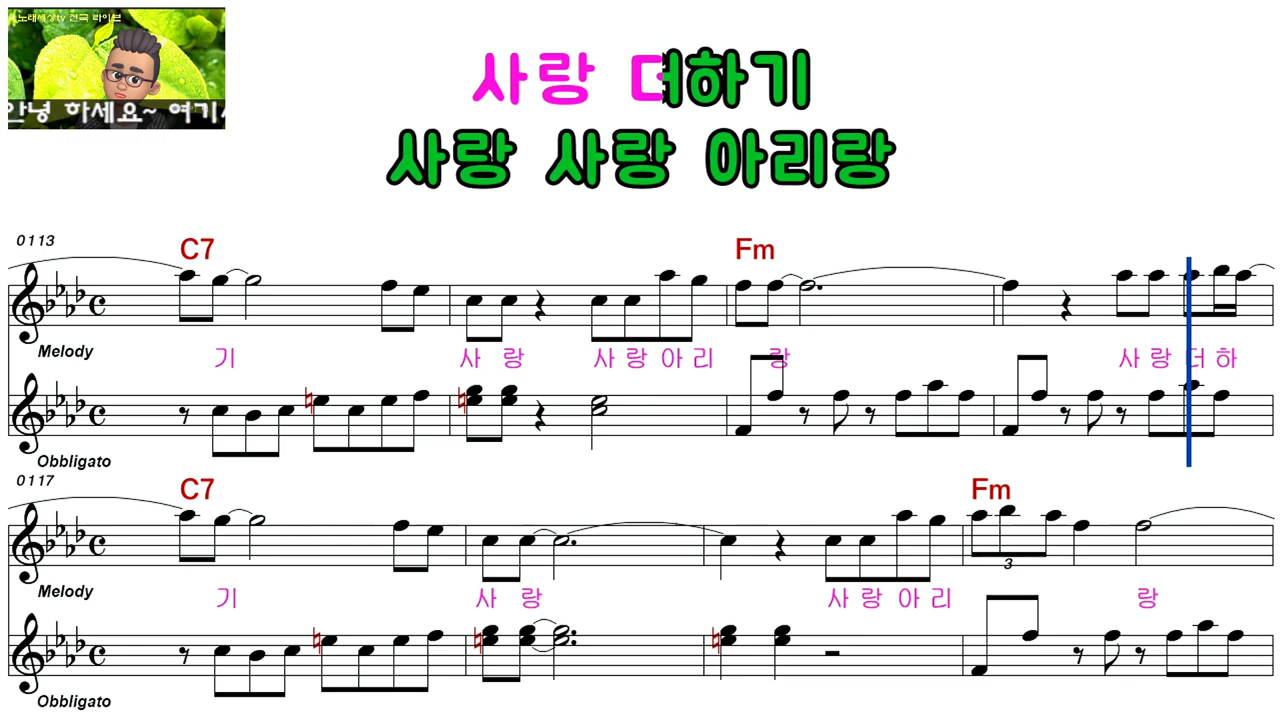 노래세상tv 전국 라이브
안녕 하세요~ 여기
사랑 더하기
사랑 사랑 아리랑
0113
C7 Fm
Melody
기 사 랑 사 랑 아 리 랑 사 랑 더 하
Obbligato
0117
C7 Fm
3
Melody
기 사 랑 사 랑 아 리 랑
Obbligato